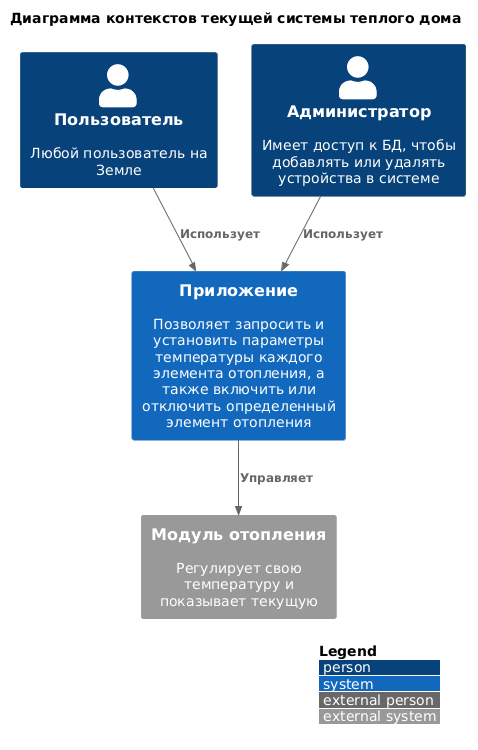 Диаграмма контекстов текущей системы теплого дома
Пользователь
Любой пользователь на
Земле
Администратор
Имеет доступ к БД, чтобы
добавлять или удалять
устройства в системе
Использует
Использует
Приложение
Позволяет запросить и
установить параметры
температуры каждого
элемента отопления, а
также включить или
отключить определенный
элемент отопления
Управляет
Модуль отопления
Регулирует свою
температуру и
показывает текущую
Legend
person
system
external person
external system